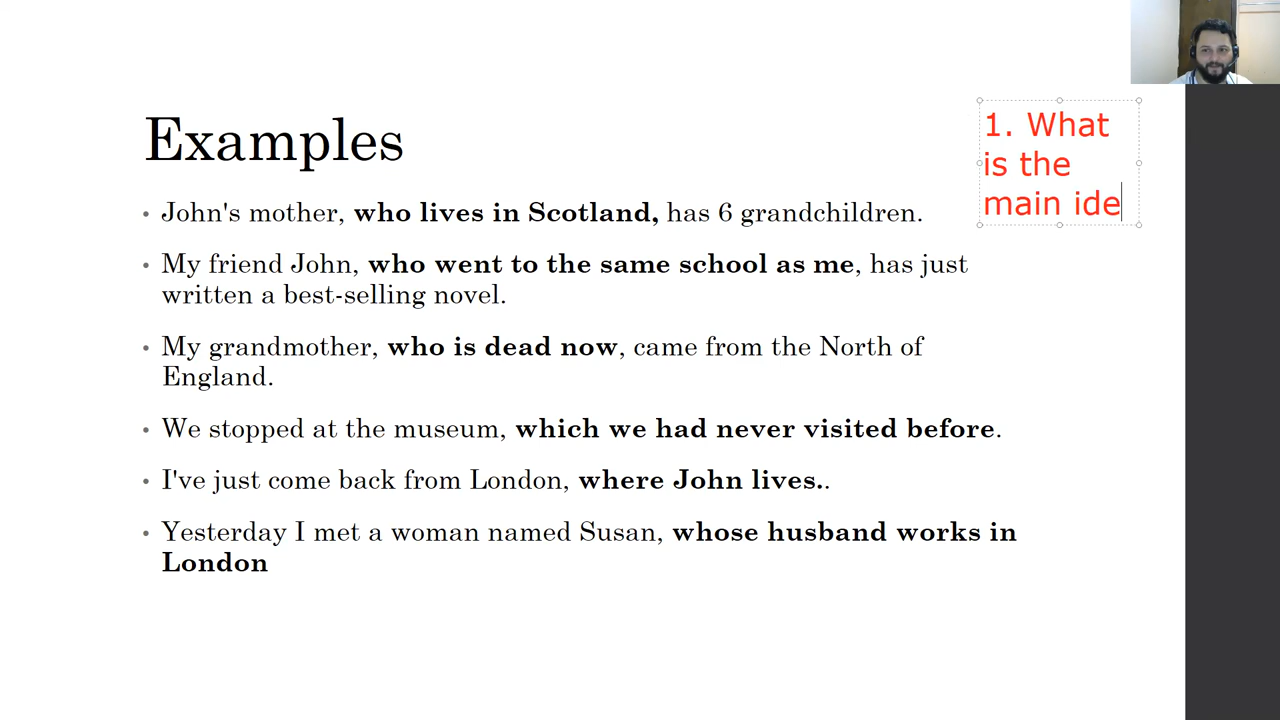 Examples
1. What
is the
main ide
• John's mother, who lives in Scotland, has 6 grandchildren.
• My friend John, who went to the same school as me, has just
written a best-selling novel.
• My grandmother, who is dead now, came from the North of
England.
• We stopped at the museum, which we had never visited before.
• I've just come back from London, where John lives..
• Yesterday I met a woman named Susan, whose husband works in
London